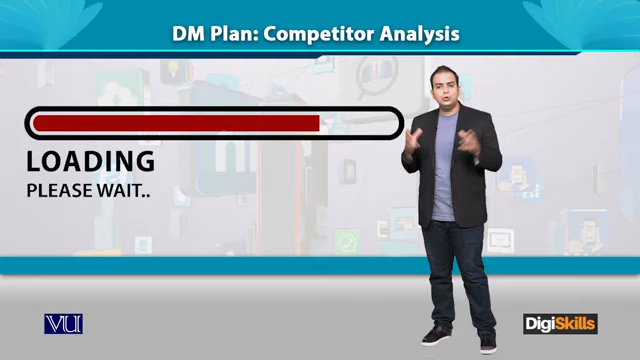 DM Plan: Competitor Analysis
LOADING
PLEASE WAIT..
VU
DigiSkills